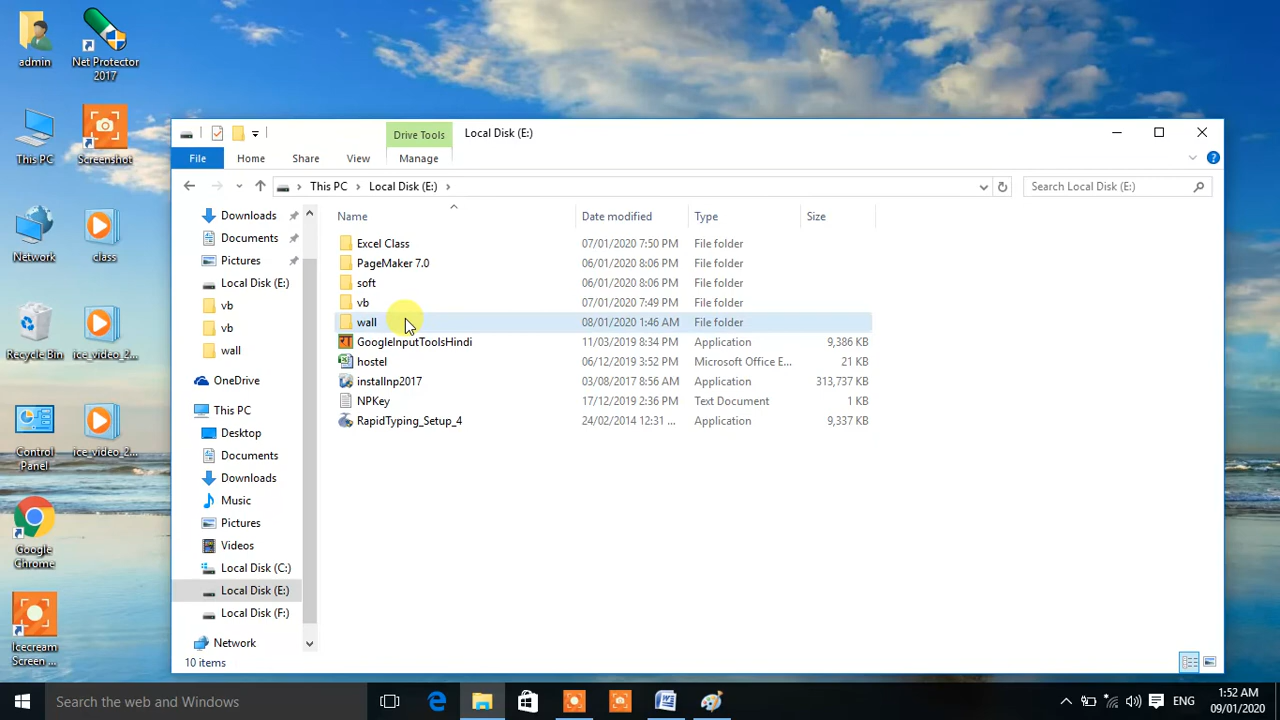 admin
Net Protector
2017
This PC
Screenshot
Network
class
Recycle Bin
ice_video_2...
Control
Panel
ice_video_2...
Google
Chrome
Icecream
Screen ...
Drive Tools
Local Disk (E:)
File
Home
Share
View
Manage
This PC
Local Disk (E:)
Search Local Disk (E:)
Downloads
Documents
Pictures
Local Disk (E:)
vb
vb
wall
OneDrive
This PC
Desktop
Documents
Downloads
Music
Pictures
Videos
Local Disk (C:)
Local Disk (E:)
Local Disk (F:)
Network
Name Date modified Type Size
Excel Class 07/01/2020 7:50 PM File folder
PageMaker 7.0 06/01/2020 8:06 PM File folder
soft 06/01/2020 8:06 PM File folder
vb 07/01/2020 7:49 PM File folder
wall 08/01/2020 1:46 AM File folder
GoogleInputToolsHindi 11/03/2019 8:34 PM Application 9,386 KB
hostel 06/12/2019 3:52 PM Microsoft Office E... 21 KB
installnp2017 03/08/2017 8:56 AM Application 313,737 KB
NPKey 17/12/2019 2:36 PM Text Document 1 KB
RapidTyping_Setup_4 24/02/2014 12:31 ... Application 9,337 KB
10 items
Search the web and Windows
ENG
1:52 AM
09/01/2020